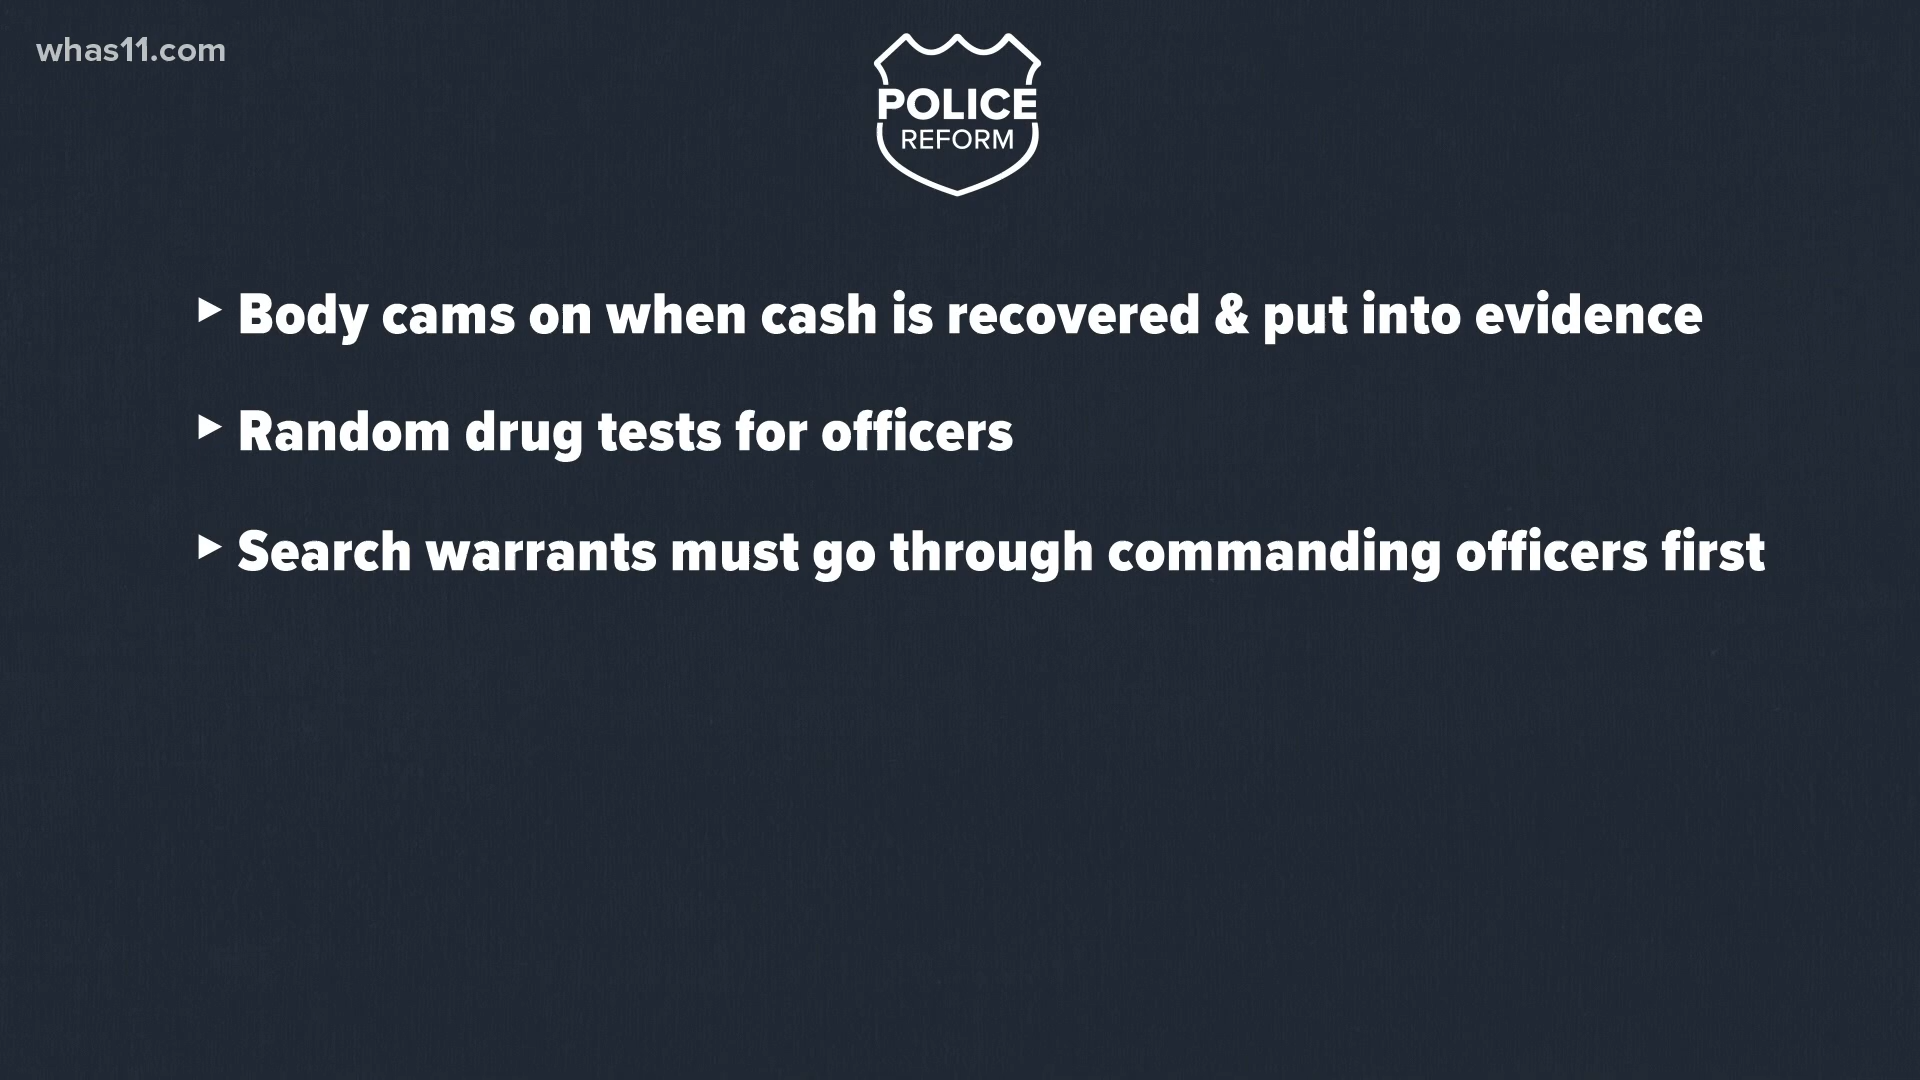 whas11.com
POLICE
REFORM
▶ Body cams on when cash is recovered & put into evidence
▶ Random drug tests for officers
▶ Search warrants must go through commanding officers first